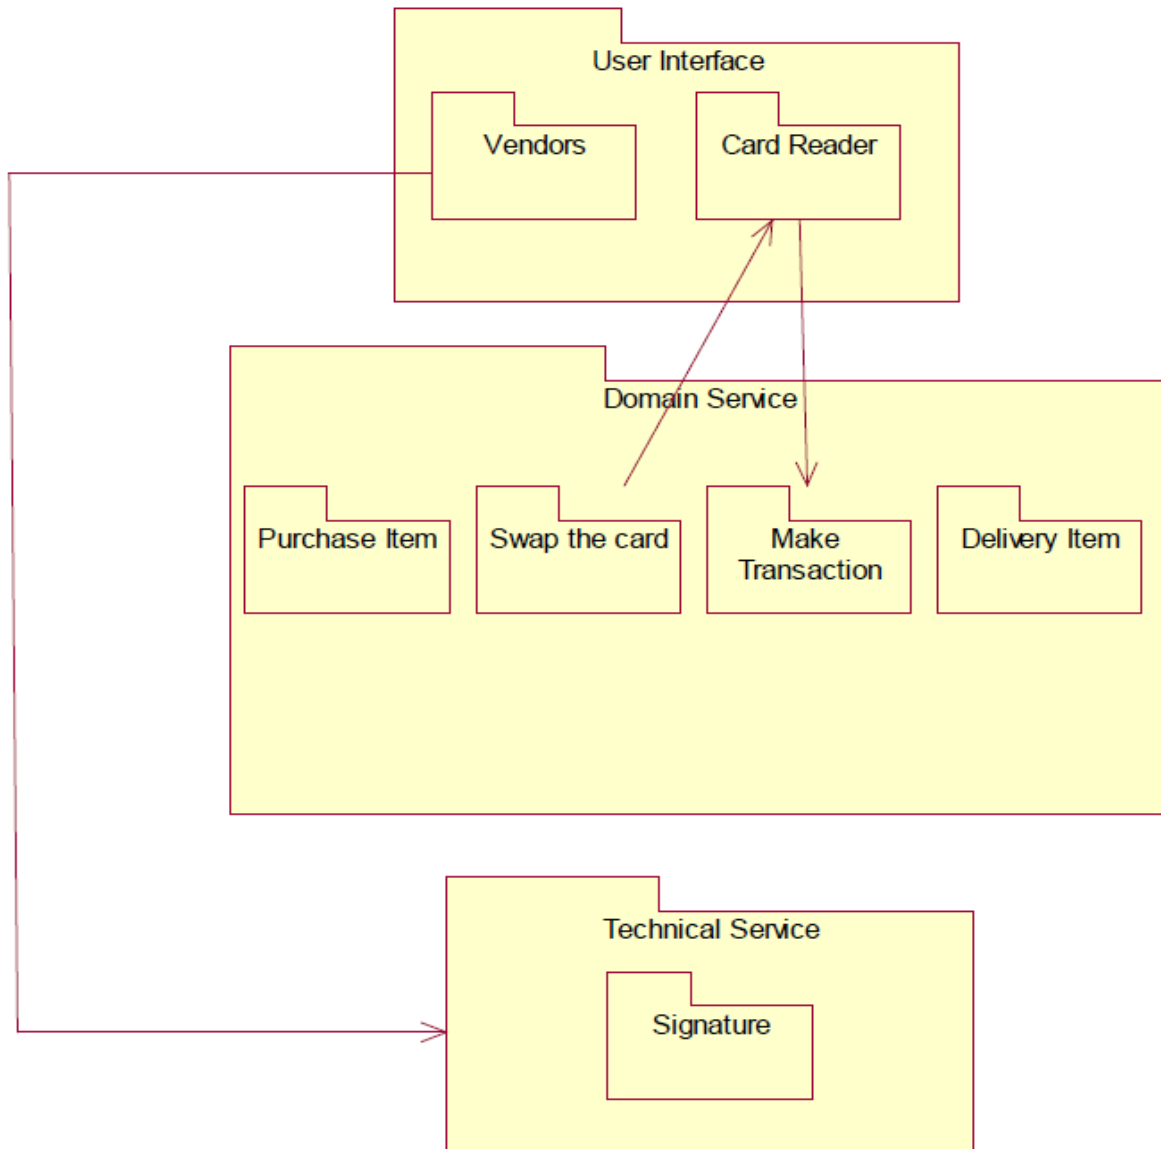 User Interface
Vendors
Card Reader
Domain Service
Purchase Item
Swap the card
Make
Transaction
Delivery Item
Technical Service
Signature